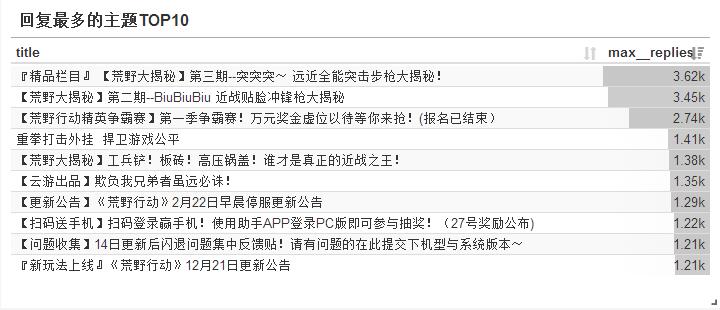 回复最多的主题TOP10
title max__replies
『精品栏目』【荒野大揭秘】第三期--突突突～ 远近全能突击步枪大揭秘！ 3.62k
【荒野大揭秘】第二期--BiuBiuBiu 近战贴脸冲锋枪大揭秘 3.45k
【荒野行动精英争霸赛】第一季争霸赛！万元奖金虚位以待等你来抢！(报名已结束） 2.74k
重拳打击外挂 捍卫游戏公平 1.41k
【荒野大揭秘】工兵铲！板砖！高压锅盖！谁才是真正的近战之王！ 1.38k
【云游出品】欺负我兄弟者虽远必诛！ 1.35k
【更新公告】《荒野行动》2月22日早晨停服更新公告 1.29k
【扫码送手机】扫码登录赢手机！使用助手APP登录PC版即可参与抽奖！（27号奖励公布) 1.22k
【问题收集】14日更新后闪退问题集中反馈贴！请有问题的在此提交下机型与系统版本～ 1.21k
『新玩法上线』《荒野行动》12月21日更新公告 1.21k